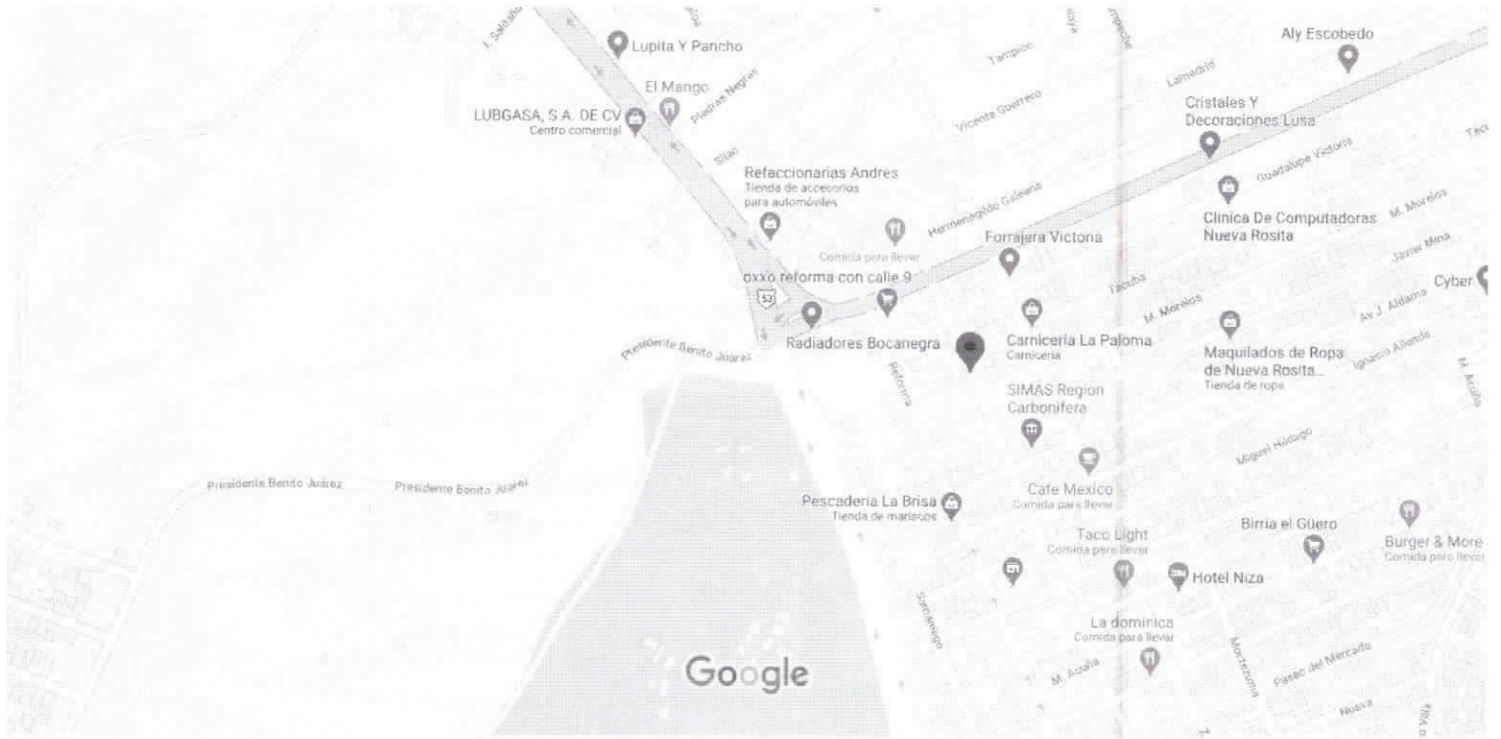 F. Saldaña
Lupita Y Pancho
El Mango
Piedras Negras
LUBGASA, S.A. DE CV
Centro comercial
Silao
Refaccionarias Andres
Tienda de accesorios
para automóviles
Tampico
Vicente Guerrero
Lamadrid
Aly Escobedo
Cristales Y
Decoraciones Lusa
Guadalupe Victoria
Clinica De Computadoras
Nueva Rosita
M. Morelos
Javier Mina
Hermenegildo Galeana
Comida para llevar
Forrajera Victoria
oxxo reforma con calle 9
53
Tacuba
M. Morelos
Cyber
Av J. Aldama
Ignacio Allende
M. Acuña
Radiadores Bocanegra
Presidente Benito Juarez
Reforma
Carnicería La Paloma
Carnicería
Maquilados de Ropa
de Nueva Rosita...
Tienda de ropa
SIMAS Region
Carbonifera
Miguel Hidalgo
Presidente Benito Juárez
Presidente Benito Juárez
Pescaderia La Brisa
Tienda de mariscos
Cafe Mexico
Comida para llevar
Taco Light
Comida para llevar
Birria el Güero
Burger & More
Comida para llevar
Hotel Niza
Samaniego
La dominica
Comida para llevar
M. Acuña
Moctezuma
Paseo del Mercado
Nueva
Google